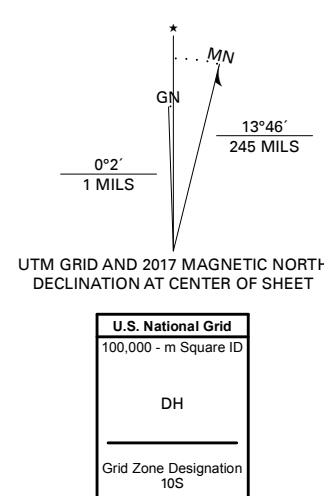 ★
MN
GN
13°46´
245 MILS
0°2´
1 MILS
UTM GRID AND 2017 MAGNETIC NORTH
DECLINATION AT CENTER OF SHEET
U.S. National Grid
100,000 - m Square ID
DH
Grid Zone Designation
10S